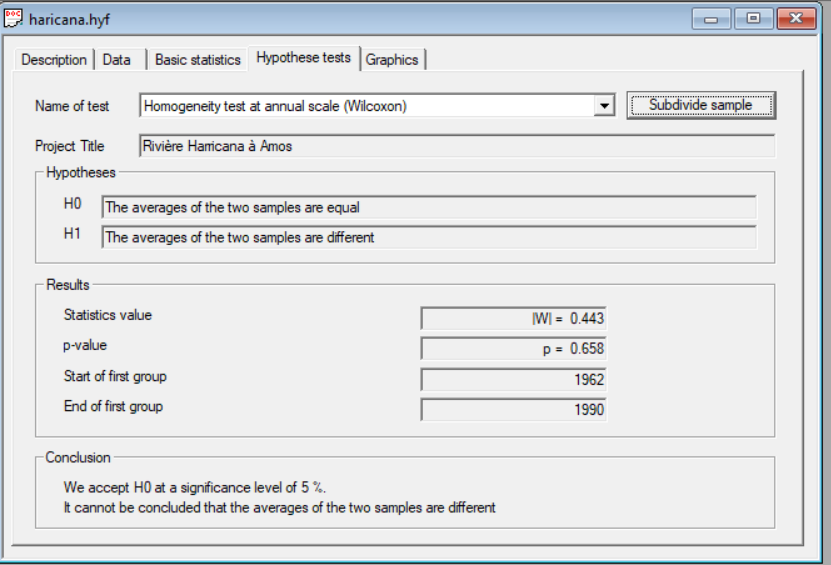 DOC
haricana.hyf
Description Data Basic statistics Hypothese tests Graphics
Name of test Homogeneity test at annual scale (Wilcoxon) Subdivide sample
Project Title Rivière Harricana à Amos
Hypotheses
H0 The averages of the two samples are equal
H1 The averages of the two samples are different
Results
Statistics value |W| = 0.443
p-value p = 0.658
Start of first group 1962
End of first group 1990
Conclusion
We accept H0 at a significance level of 5 %.
It cannot be concluded that the averages of the two samples are different